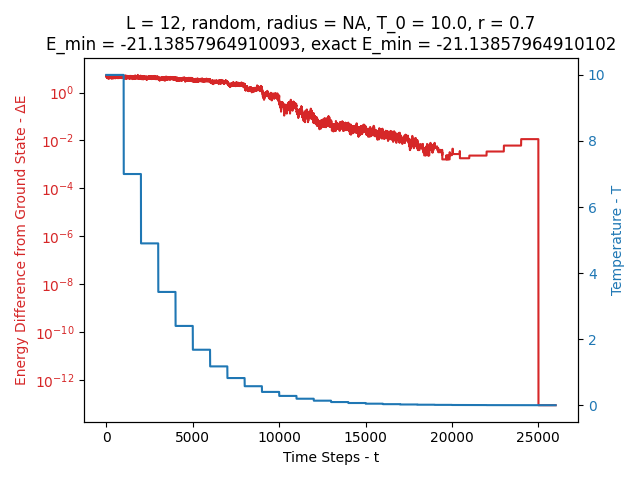 L = 12, random, radius = NA, T_0 = 10.0, r = 0.7
E_min = -21.13857964910093, exact E_min = -21.13857964910102
Energy Difference from Ground State - ΔE
10⁰
10⁻²
10⁻⁴
10⁻⁶
10⁻⁸
10⁻¹⁰
10⁻¹²
10
8
6
4
2
0
Temperature - T
0 5000 10000 15000 20000 25000
Time Steps - t